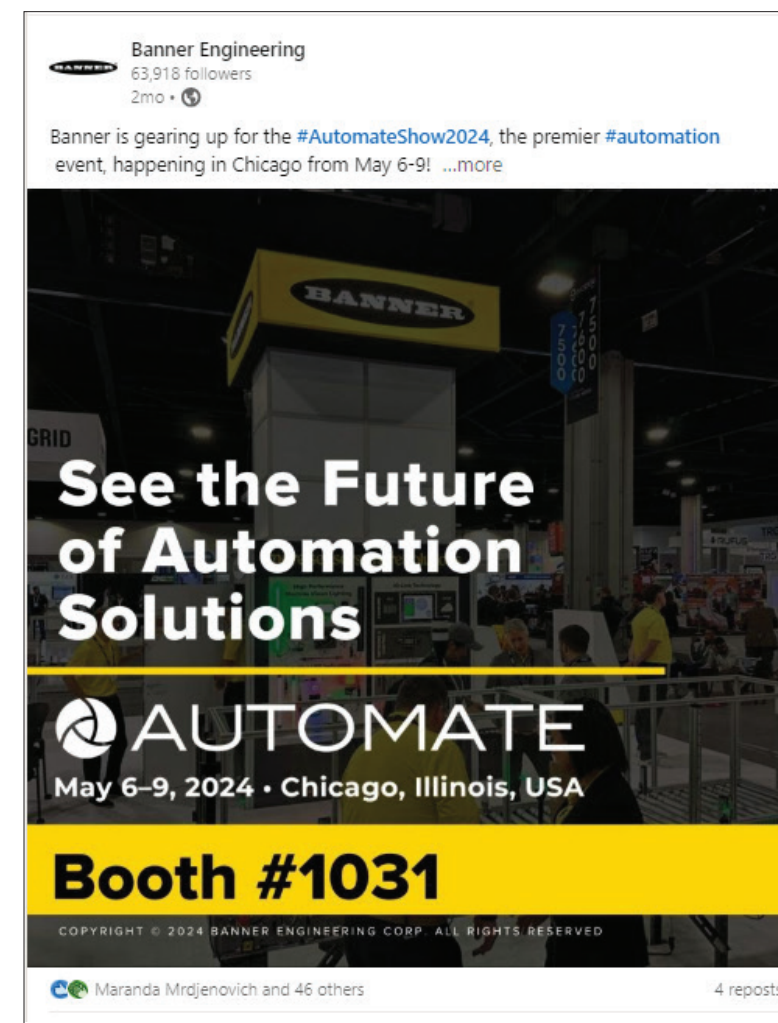 BANNER
Banner Engineering
63,918 followers
2mo •
Banner is gearing up for the #AutomateShow2024, the premier #automation
event, happening in Chicago from May 6-9! ...more
BANNER
7500
7600
7500
GRID
See the Future
of Automation
Solutions
AUTOMATE
May 6–9, 2024 • Chicago, Illinois, USA
Booth #1031
COPYRIGHT © 2024 BANNER ENGINEERING CORP. ALL RIGHTS RESERVED
Maranda Mrdjenovich and 46 others
4 reposts